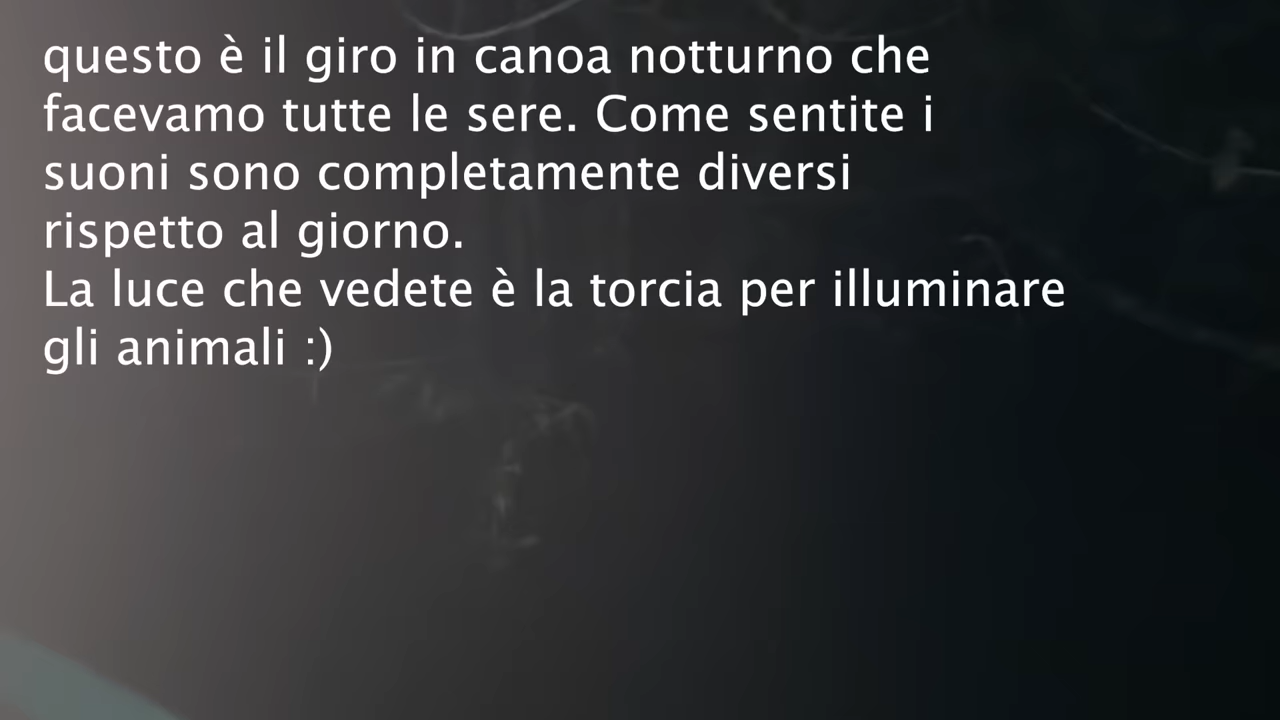 questo è il giro in canoa notturno che
facevamo tutte le sere. Come sentite i
suoni sono completamente diversi
rispetto al giorno.
La luce che vedete è la torcia per illuminare
gli animali :)